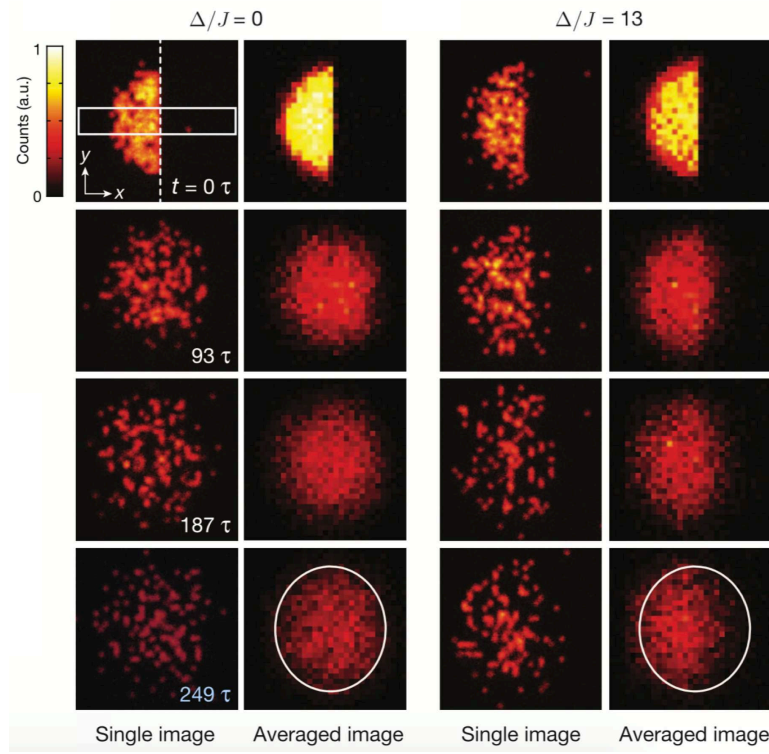 Δ/J = 0
Δ/J = 13
1
Counts (a.u.)
0
y
x
t = 0 τ
93 τ
187 τ
249 τ
Single image
Averaged image
Single image
Averaged image